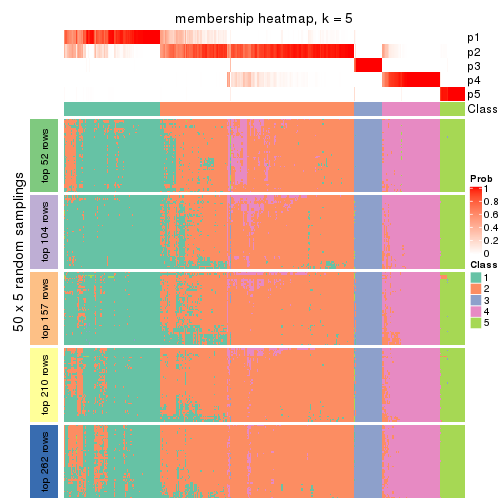 membership heatmap, k = 5
p1
p2
p3
p4
p5
Class
50 x 5 random samplings
top 52 rows
top 104 rows
top 157 rows
top 210 rows
top 262 rows
Prob
1
0.8
0.6
0.4
0.2
0
Class
1
2
3
4
5